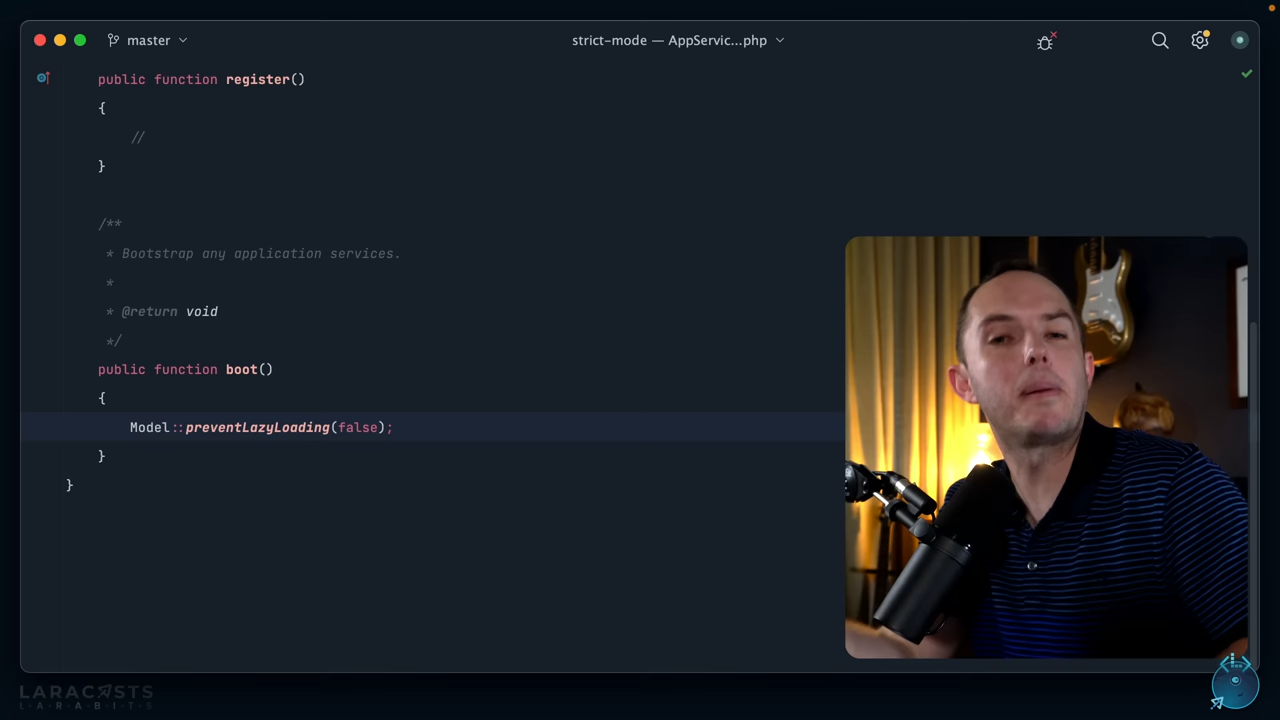 master
strict-mode — AppServic...php
public function register()
{
//
}
/**
* Bootstrap any application services.
*
* @return void
*/
public function boot()
{
Model::preventLazyLoading(false);
}
}
LARACASTS
LARABITS